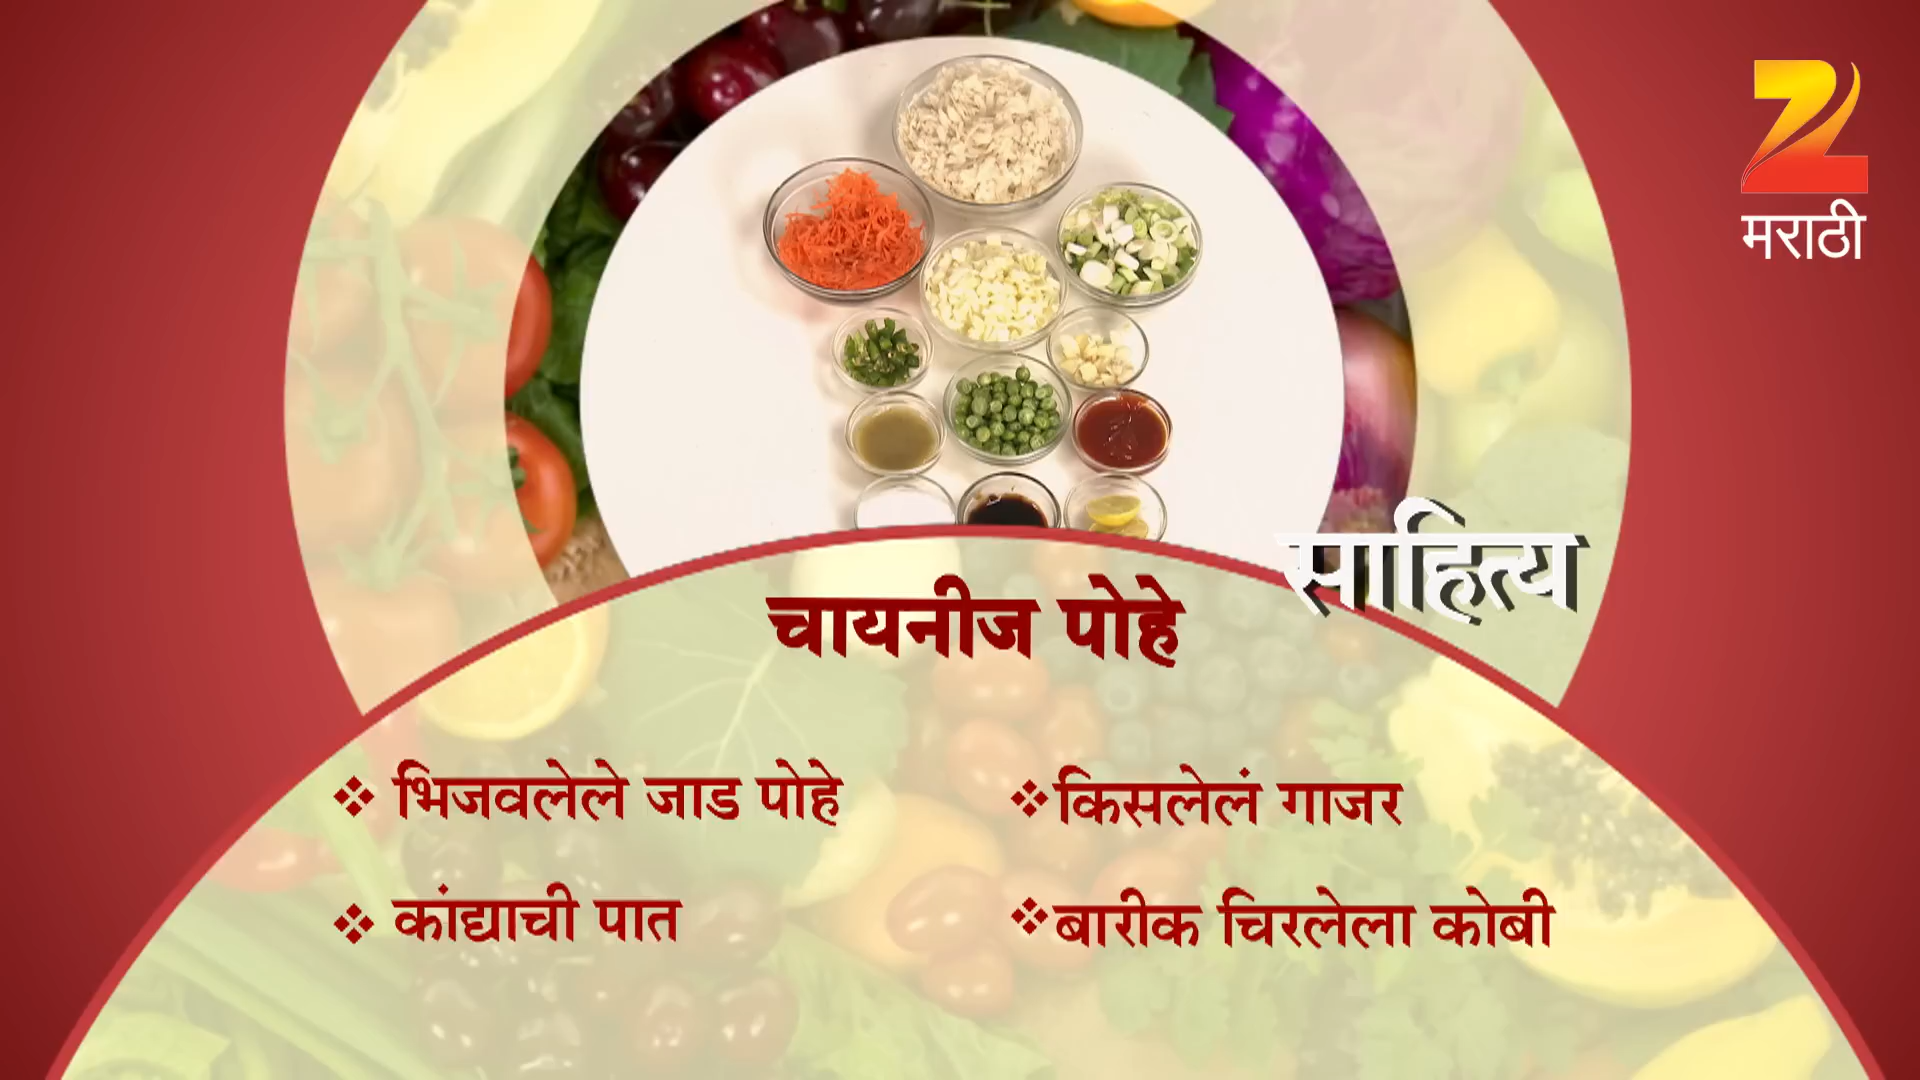 मराठी
साहित्य
चायनीज पोहे
❖ भिजवलेले जाड पोहे
❖ किसलेलं गाजर
❖ कांद्याची पात
❖ बारीक चिरलेला कोबी